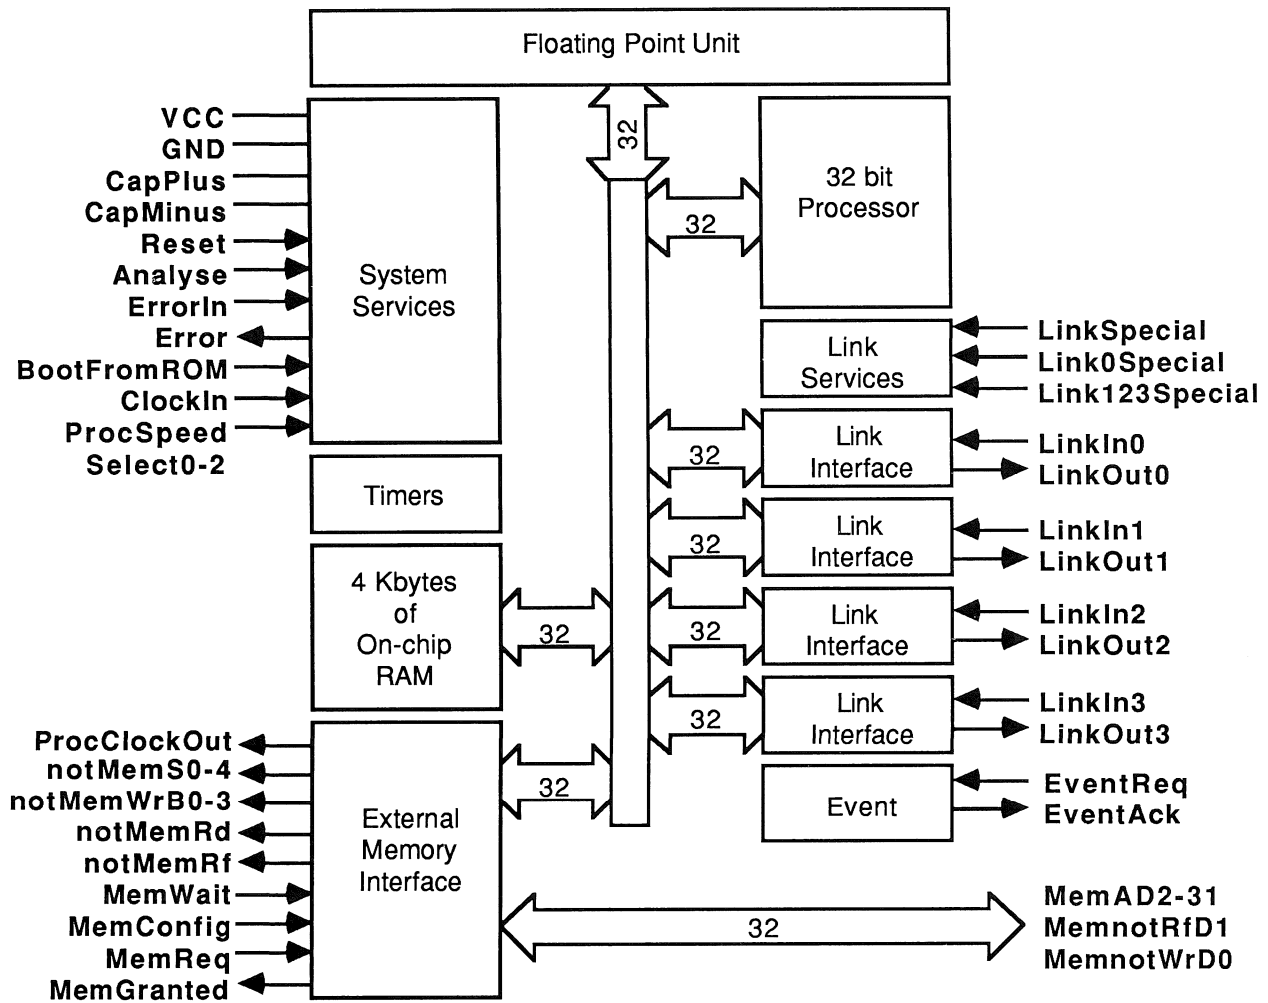 Floating Point Unit
32
VCC
GND
CapPlus
CapMinus
Reset
Analyse
ErrorIn
Error
BootFromROM
ClockIn
ProcSpeed
Select0-2
System
Services
32 bit
Processor
32
Link
Services
LinkSpecial
Link0Special
Link123Special
32
Link
Interface
LinkIn0
LinkOut0
Timers
32
Link
Interface
LinkIn1
LinkOut1
4 Kbytes
of
On-chip
RAM
32
32
Link
Interface
LinkIn2
LinkOut2
32
Link
Interface
LinkIn3
LinkOut3
ProcClockOut
notMemS0-4
notMemWrB0-3
notMemRd
notMemRf
MemWait
MemConfig
MemReq
MemGranted
External
Memory
Interface
32
Event
EventReq
EventAck
32
MemAD2-31
MemnotRfD1
MemnotWrD0